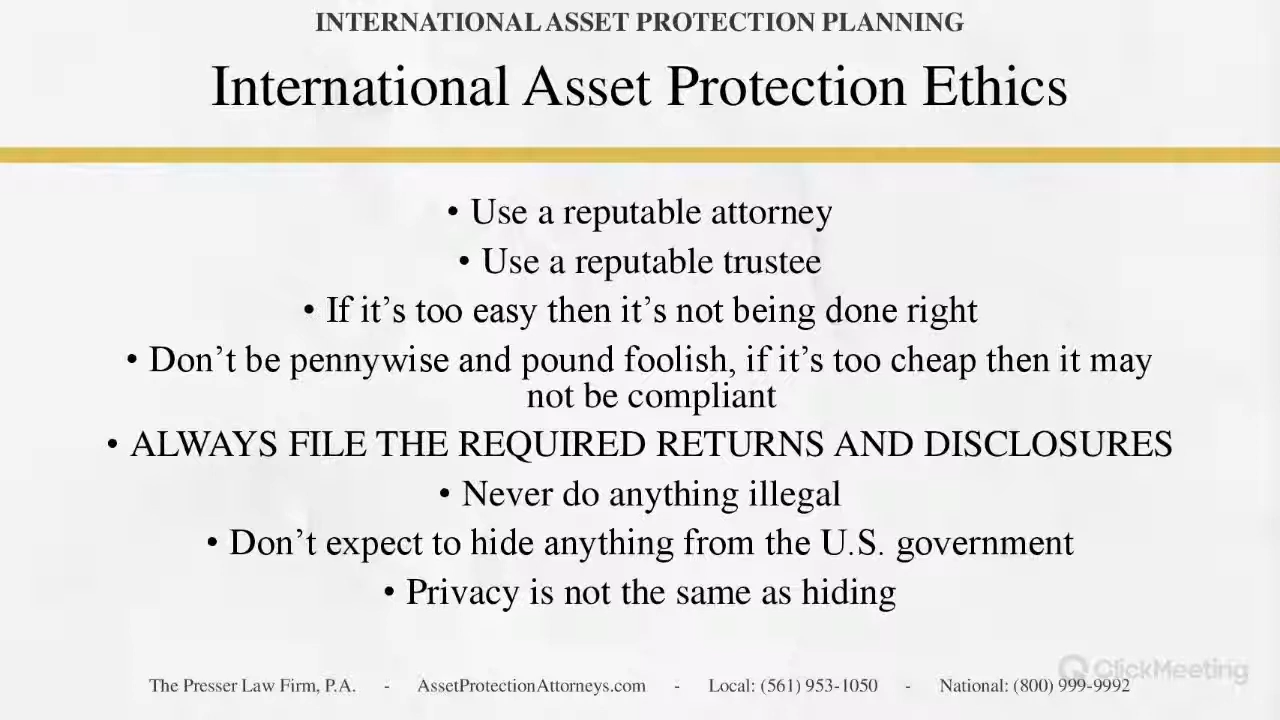 INTERNATIONAL ASSET PROTECTION PLANNING
International Asset Protection Ethics
• Use a reputable attorney
• Use a reputable trustee
• If it’s too easy then it’s not being done right
• Don’t be pennywise and pound foolish, if it’s too cheap then it may
not be compliant
• ALWAYS FILE THE REQUIRED RETURNS AND DISCLOSURES
• Never do anything illegal
• Don’t expect to hide anything from the U.S. government
• Privacy is not the same as hiding
ClickMeeting
The Presser Law Firm, P.A. - AssetProtectionAttorneys.com - Local: (561) 953-1050 - National: (800) 999-9992